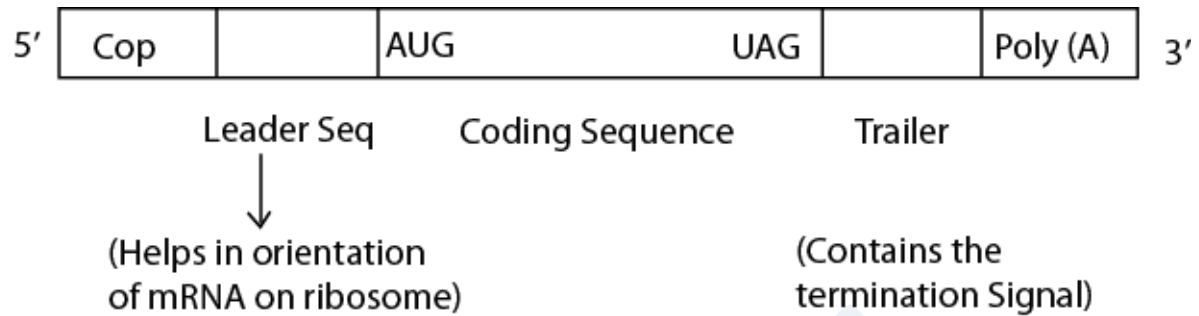 5′ Cop AUG UAG Poly (A) 3′
Leader Seq Coding Sequence Trailer
(Helps in orientation (Contains the
of mRNA on ribosome) termination Signal)